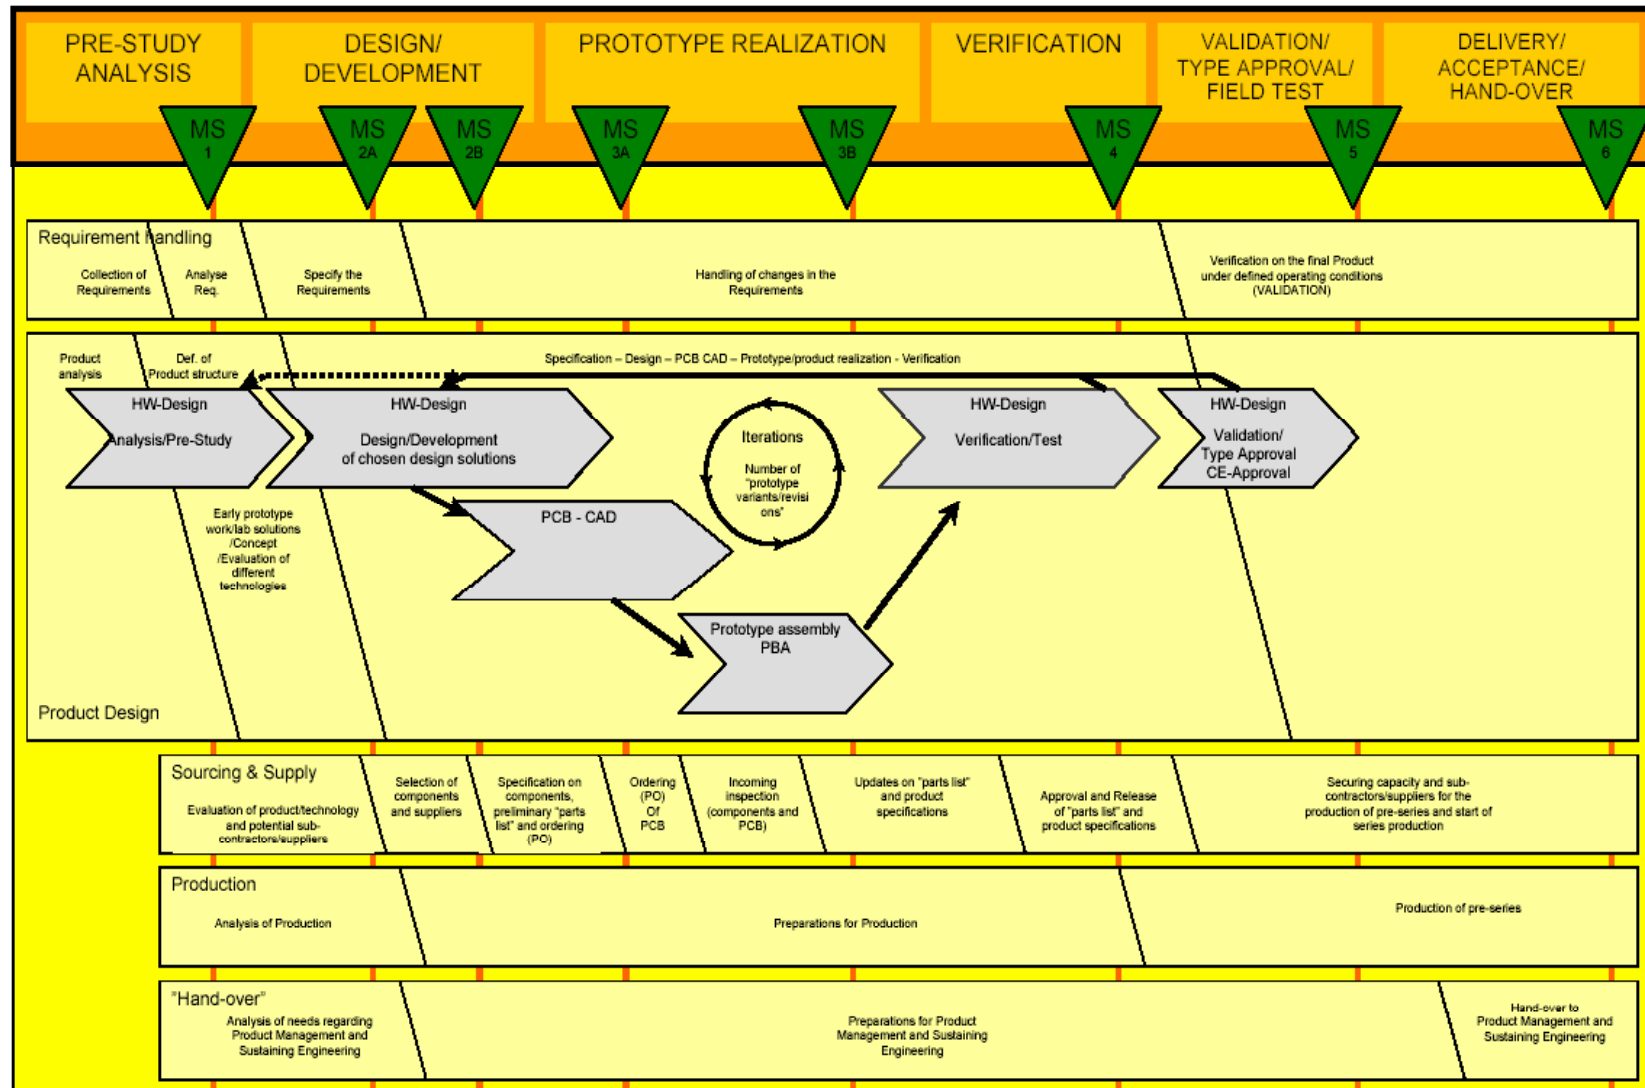 PRE-STUDY
ANALYSIS
DESIGN/
DEVELOPMENT
PROTOTYPE REALIZATION
VERIFICATION
VALIDATION/
TYPE APPROVAL/
FIELD TEST
DELIVERY/
ACCEPTANCE/
HAND-OVER
MS
1
MS
2A
MS
2B
MS
3A
MS
3B
MS
4
MS
5
MS
6
Requirement handling
Collection of
Requirements
Analyse
Req.
Specify the
Requirements
Handling of changes in the
Requirements
Verification on the final Product
under defined operating conditions
(VALIDATION)
Product
analysis
Def. of
Product structure
Specification – Design – PCB CAD – Prototype/product realization - Verification
HW-Design
Analysis/Pre-Study
HW-Design
Design/Development
of chosen design solutions
Iterations
Number of
"prototype
variants/revisi
ons"
HW-Design
Verification/Test
HW-Design
Validation/
Type Approval
CE-Approval
Early prototype
work/lab solutions
/Concept
/Evaluation of
different
technologies
PCB - CAD
Prototype assembly
PBA
Product Design
Sourcing & Supply
Evaluation of product/technology
and potential sub-
contractors/suppliers
Selection of
components
and suppliers
Specification on
components,
preliminary "parts
list" and ordering
(PO)
Ordering
(PO)
Of
PCB
Incoming
inspection
(components and
PCB)
Updates on "parts list"
and product
specifications
Approval and Release
of "parts list" and
product specifications
Securing capacity and sub-
contractors/suppliers for the
production of pre-series and start of
series production
Production
Analysis of Production
Preparations for Production
Production of pre-series
"Hand-over"
Analysis of needs regarding
Product Management and
Sustaining Engineering
Preparations for Product
Management and Sustaining
Engineering
Hand-over to
Product Management and
Sustaining Engineering